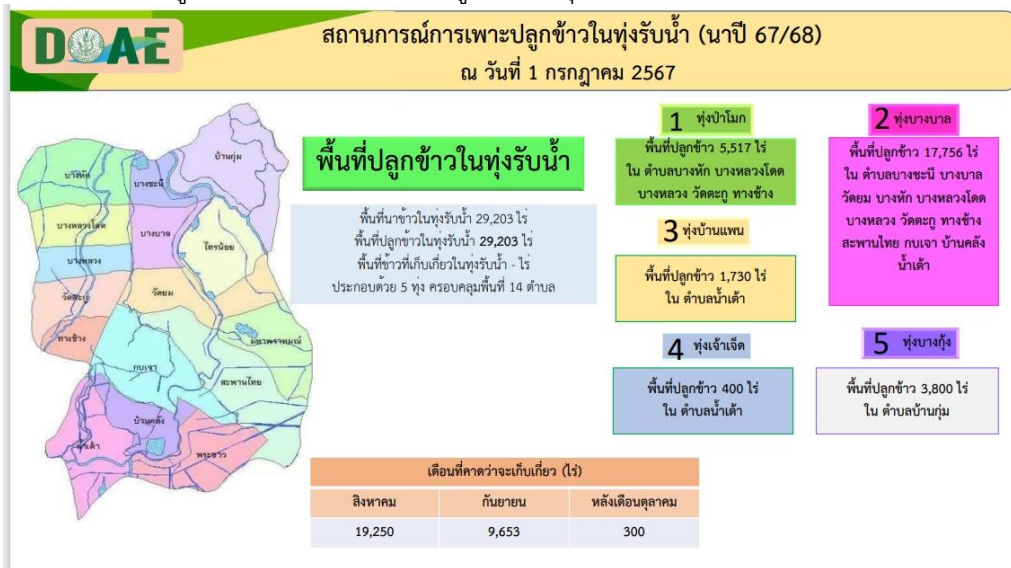 DOAE
สถานการณ์การเพาะปลูกข้าวในทุ่งรับน้ำ (นาปี 67/68)
ณ วันที่ 1 กรกฎาคม 2567
พื้นที่ปลูกข้าวในทุ่งรับน้ำ
พื้นที่นาข้าวในทุ่งรับน้ำ 29,203 ไร่
พื้นที่ปลูกข้าวในทุ่งรับน้ำ 29,203 ไร่
พื้นที่ข้าวที่เก็บเกี่ยวในทุ่งรับน้ำ - ไร่
ประกอบด้วย 5 ทุ่ง ครอบคลุมพื้นที่ 14 ตำบล
1 ทุ่งป่าโมก
พื้นที่ปลูกข้าว 5,517 ไร่
ใน ตำบลบางหัก บางหลวงโดด
บางหลวง วัดตะกู ทางช้าง
2 ทุ่งบางบาล
พื้นที่ปลูกข้าว 17,756 ไร่
ใน ตำบลบางชะนี บางบาล
วัดยม บางหัก บางหลวงโดด
บางหลวง วัดตะกู ทางช้าง
สะพานไทย กบเจา บ้านคลัง
น้ำเต้า
3 ทุ่งบ้านแพน
พื้นที่ปลูกข้าว 1,730 ไร่
ใน ตำบลน้ำเต้า
4 ทุ่งเจ้าเจ็ด
พื้นที่ปลูกข้าว 400 ไร่
ใน ตำบลน้ำเต้า
5 ทุ่งบางกุ้ง
พื้นที่ปลูกข้าว 3,800 ไร่
ใน ตำบลบ้านกุ่ม
บ้านกุ่ม
บางหัก
บางชะนี
บางหลวงโดด
บางบาล
ไทรน้อย
บางหลวง
วัดตะกู
วัดยม
ทางช้าง
มหาพราหมณ์
กบเจา
สะพานไทย
บ้านคลัง
น้ำเต้า
พระขาว
เดือนที่คาดว่าจะเก็บเกี่ยว (ไร่)
สิงหาคม กันยายน หลังเดือนตุลาคม
19,250 9,653 300